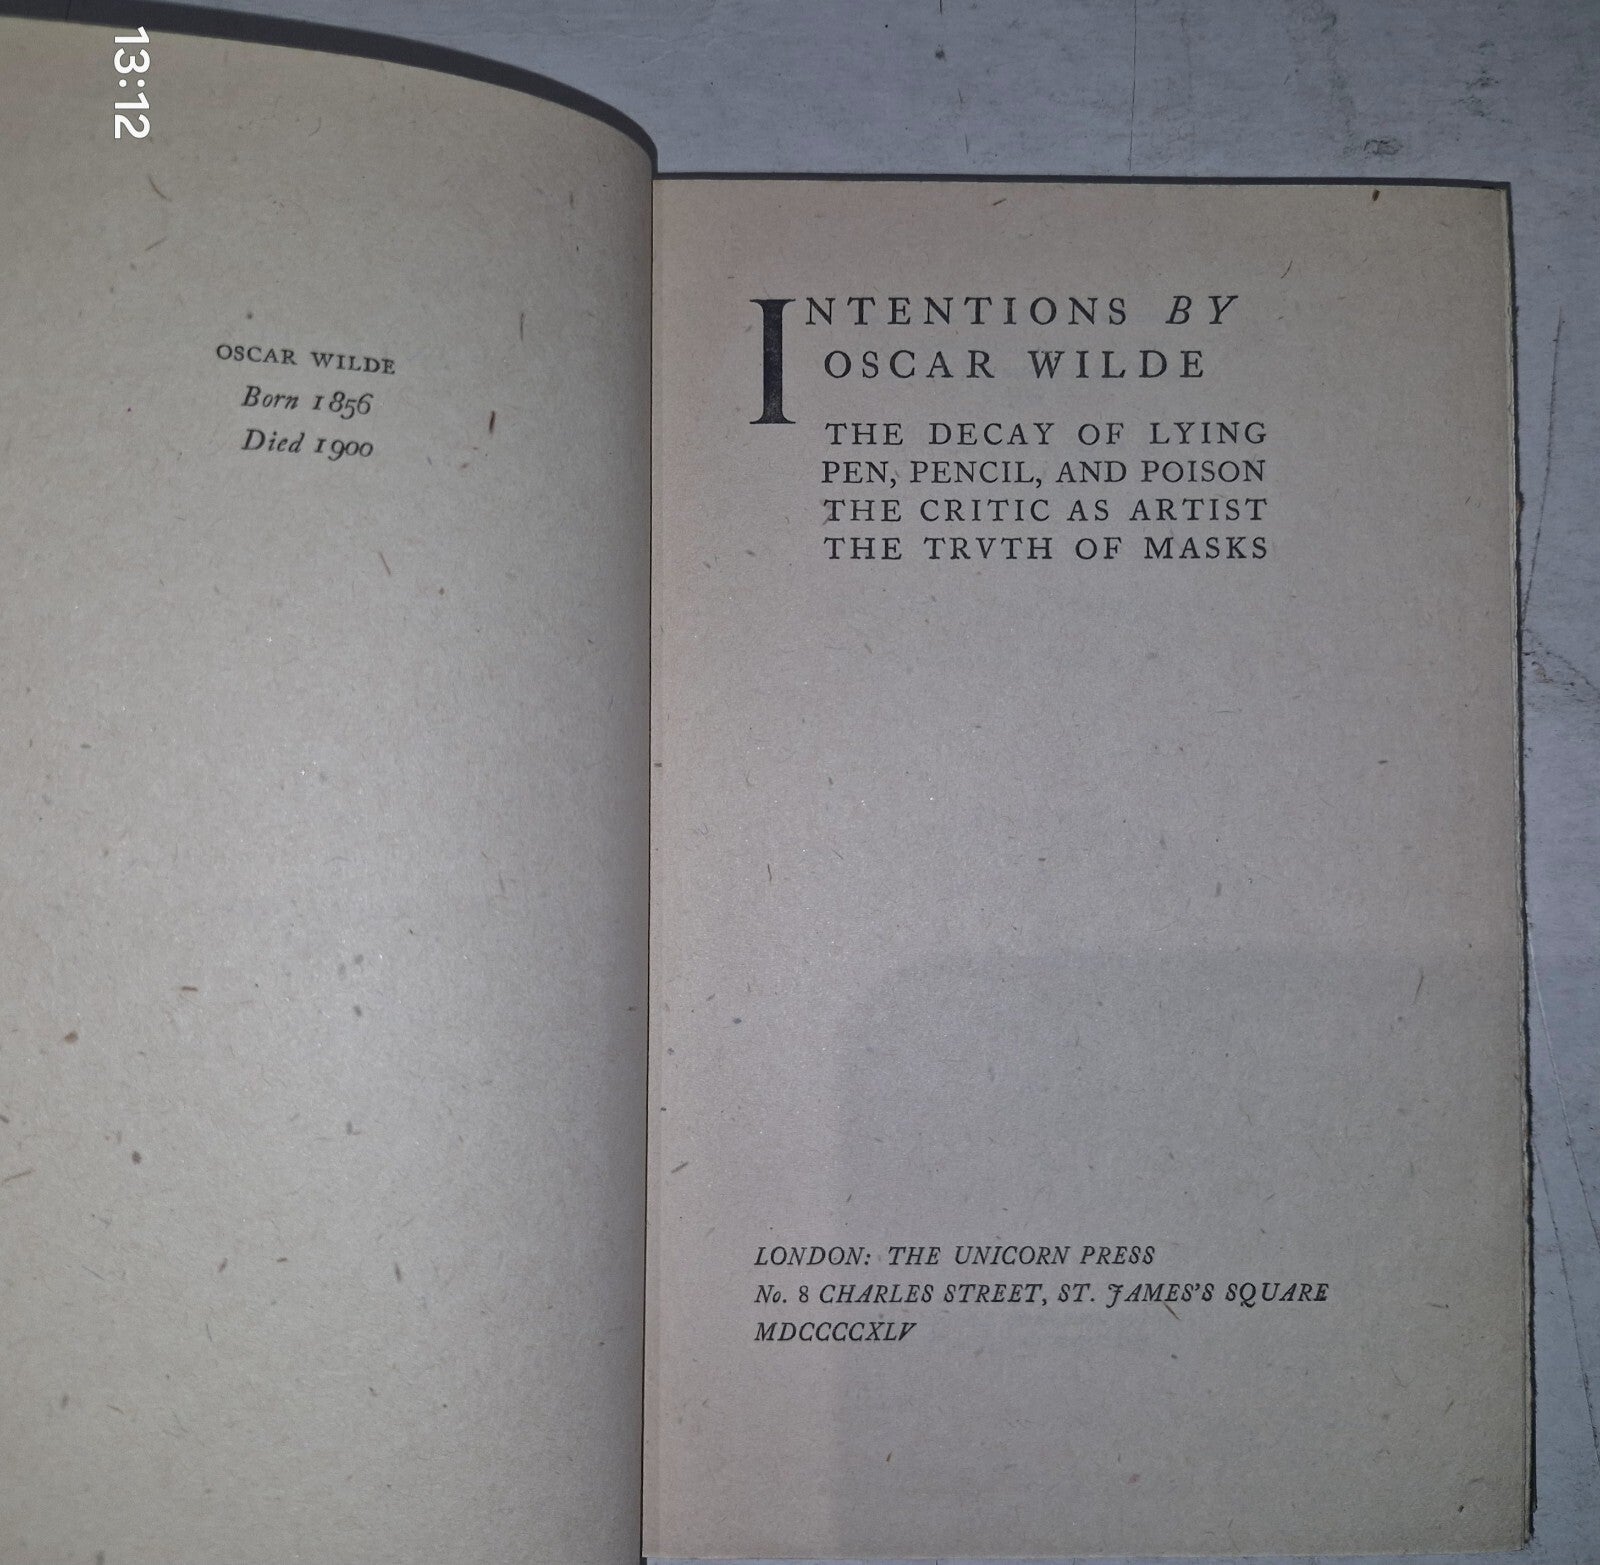 13:12
OSCAR WILDE
Born 1856
Died 1900
INTENTIONS BY
OSCAR WILDE
THE DECAY OF LYING
PEN, PENCIL, AND POISON
THE CRITIC AS ARTIST
THE TRVTH OF MASKS
LONDON: THE UNICORN PRESS
No. 8 CHARLES STREET, ST. JAMES'S SQUARE
MDCCCCXLV